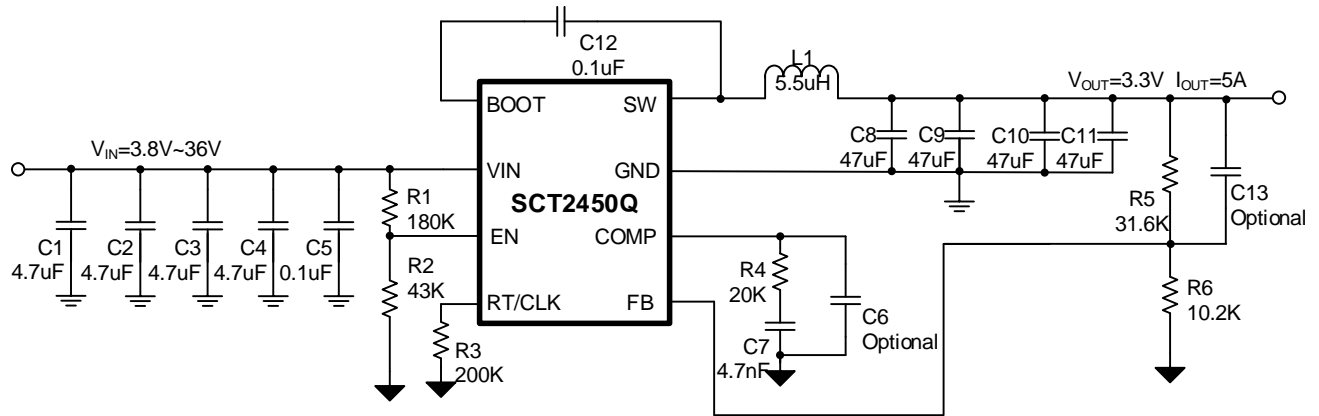 C12
0.1uF
L1
5.5uH
BOOT
SW
VOUT=3.3V IOUT=5A
VIN=3.8V~36V
C8
47uF
C9
47uF
C10
47uF
C11
47uF
VIN
GND
SCT2450Q
R1
180K
R5
31.6K
C13
Optional
C1
4.7uF
C2
4.7uF
C3
4.7uF
C4
4.7uF
C5
0.1uF
EN
COMP
R2
43K
R4
20K
R6
10.2K
RT/CLK
FB
C6
Optional
R3
200K
C7
4.7nF